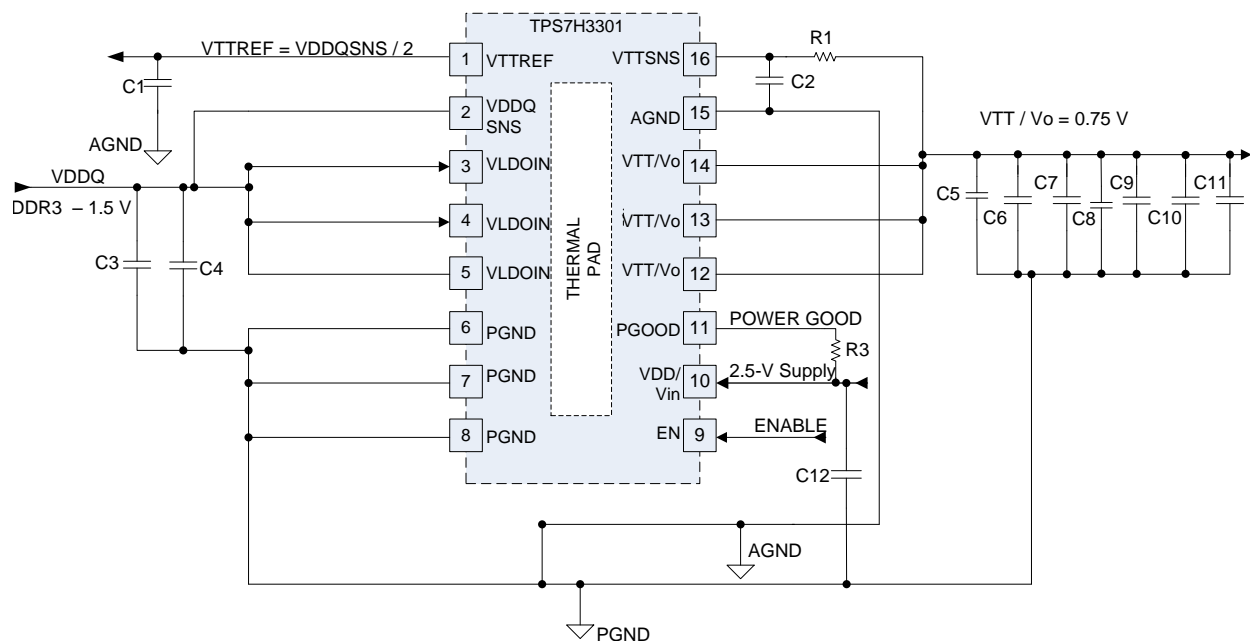 TPS7H3301
VTTREF = VDDQSNS / 2
R1
1
VTTREF
VTTSNS
16
C1
C2
2
VDDQ
SNS
AGND
15
VTT / Vo = 0.75 V
AGND
3
VLDOIN
VTT/Vo
14
VDDQ
DDR3 – 1.5 V
C5
C6
C7
C8
C9
C10
C11
4
VLDOIN
VTT/Vo
13
C3
C4
5
VLDOIN
VTT/Vo
12
THERMAL
PAD
6
PGND
PGOOD
11
POWER GOOD
R3
7
PGND
VDD/
Vin
10
2.5-V Supply
8
PGND
EN
9
ENABLE
C12
AGND
PGND